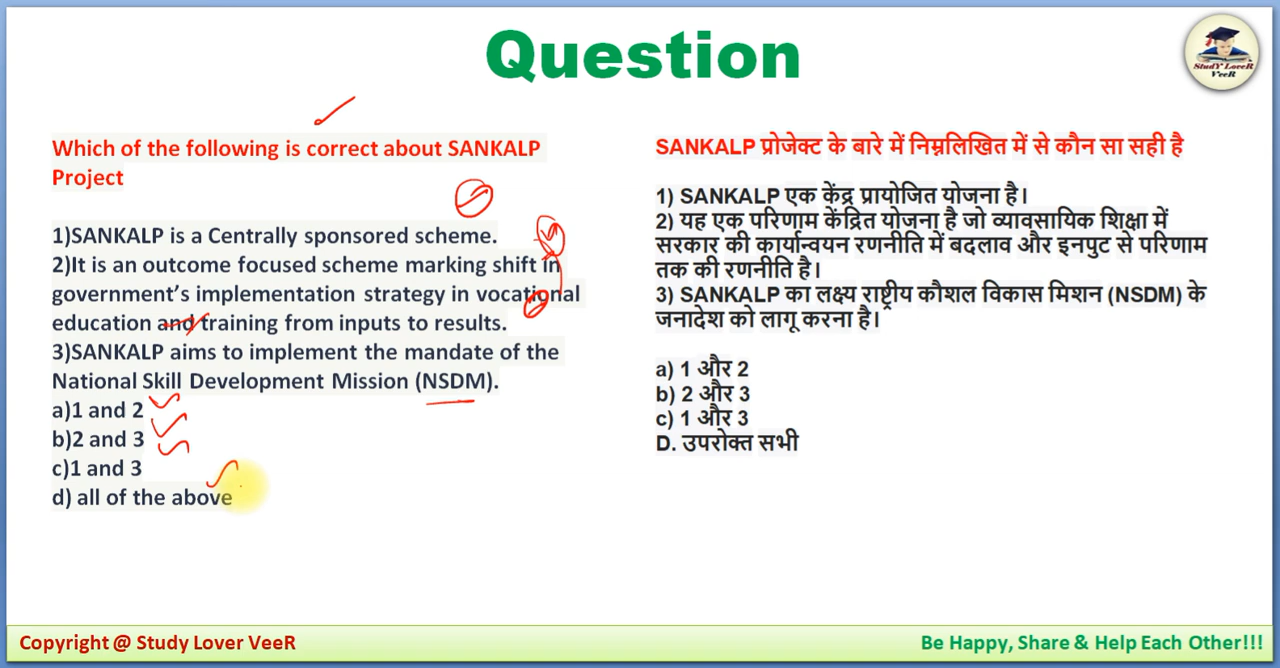 Question
StudY LoveR
VeeR
Which of the following is correct about SANKALP
Project
1)SANKALP is a Centrally sponsored scheme.
2)It is an outcome focused scheme marking shift in
government's implementation strategy in vocational
education and training from inputs to results.
3)SANKALP aims to implement the mandate of the
National Skill Development Mission (NSDM).
a)1 and 2
b)2 and 3
c)1 and 3
d) all of the above
SANKALP प्रोजेक्ट के बारे में निम्नलिखित में से कौन सा सही है
1) SANKALP एक केंद्र प्रायोजित योजना है।
2) यह एक परिणाम केंद्रित योजना है जो व्यावसायिक शिक्षा में
सरकार की कार्यान्वयन रणनीति में बदलाव और इनपुट से परिणाम
तक की रणनीति है।
3) SANKALP का लक्ष्य राष्ट्रीय कौशल विकास मिशन (NSDM) के
जनादेश को लागू करना है।
a) 1 और 2
b) 2 और 3
c) 1 और 3
D. उपरोक्त सभी
Copyright @ Study Lover VeeR
Be Happy, Share & Help Each Other!!!